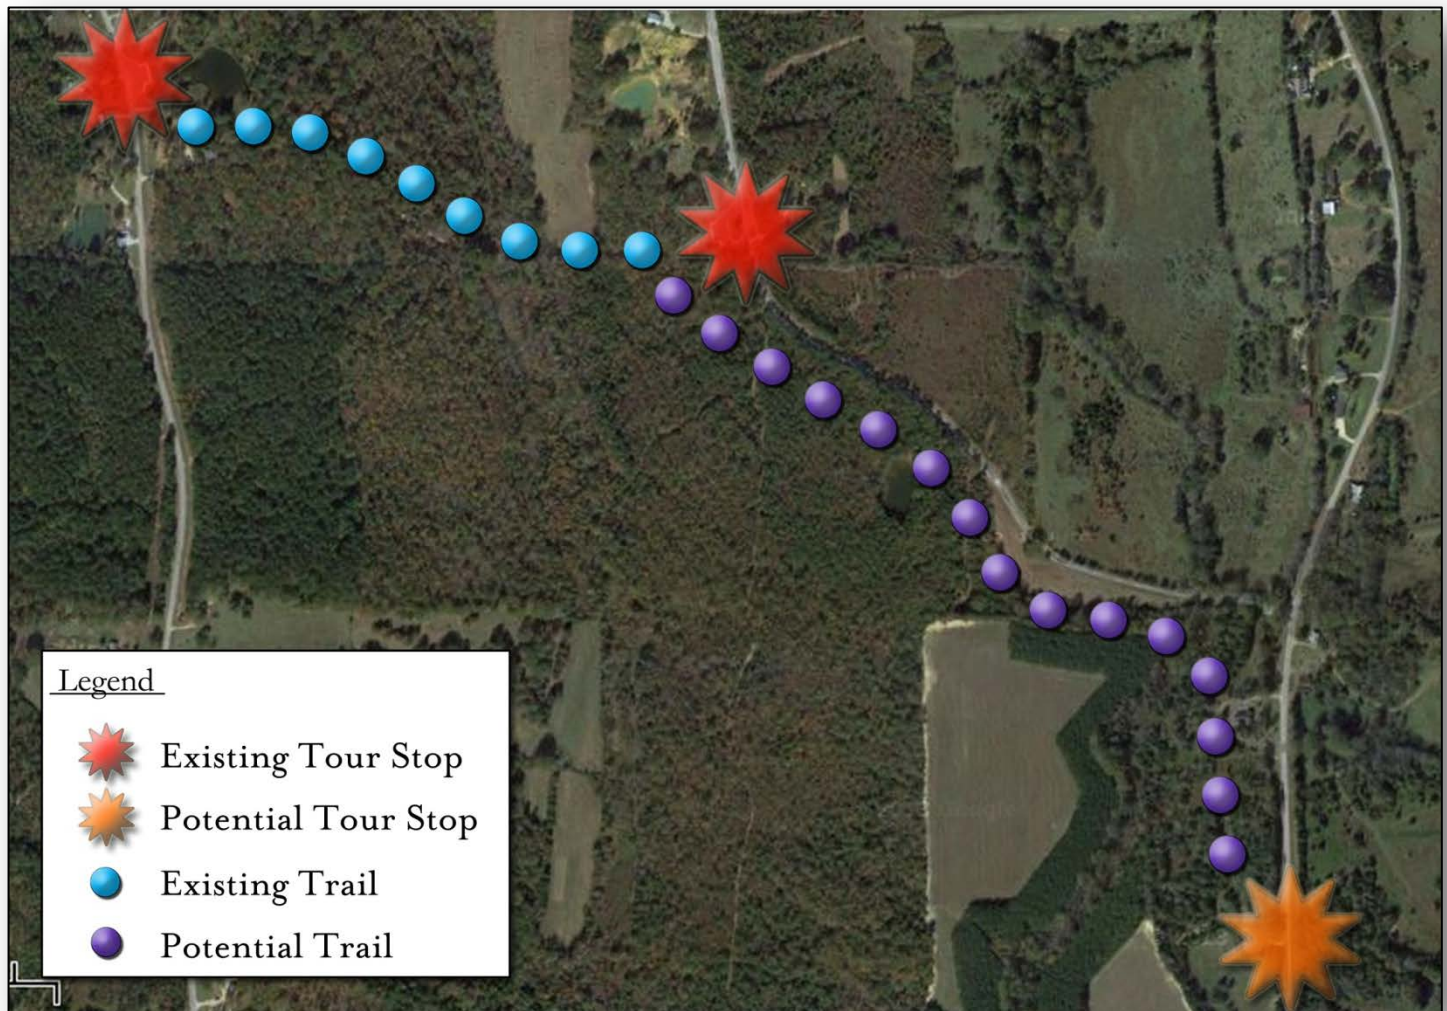 Legend
Existing Tour Stop
Potential Tour Stop
Existing Trail
Potential Trail